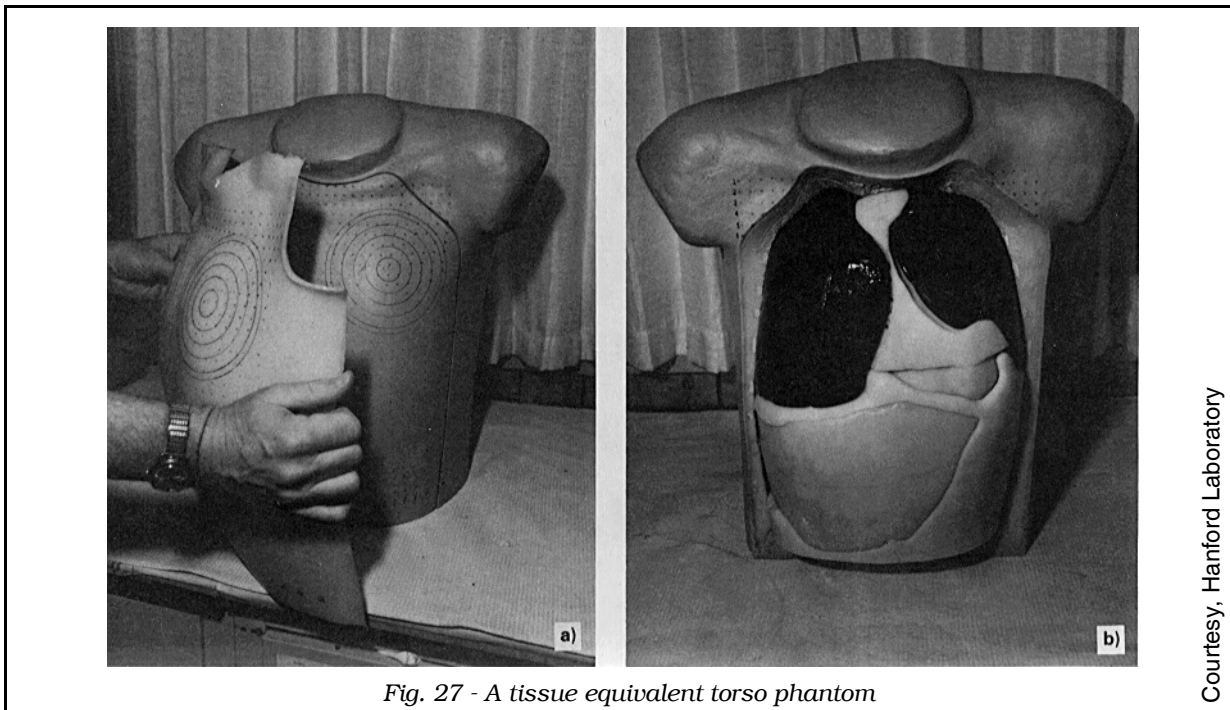 a)
b)
Fig. 27 - A tissue equivalent torso phantom
Courtesy, Hanford Laboratory